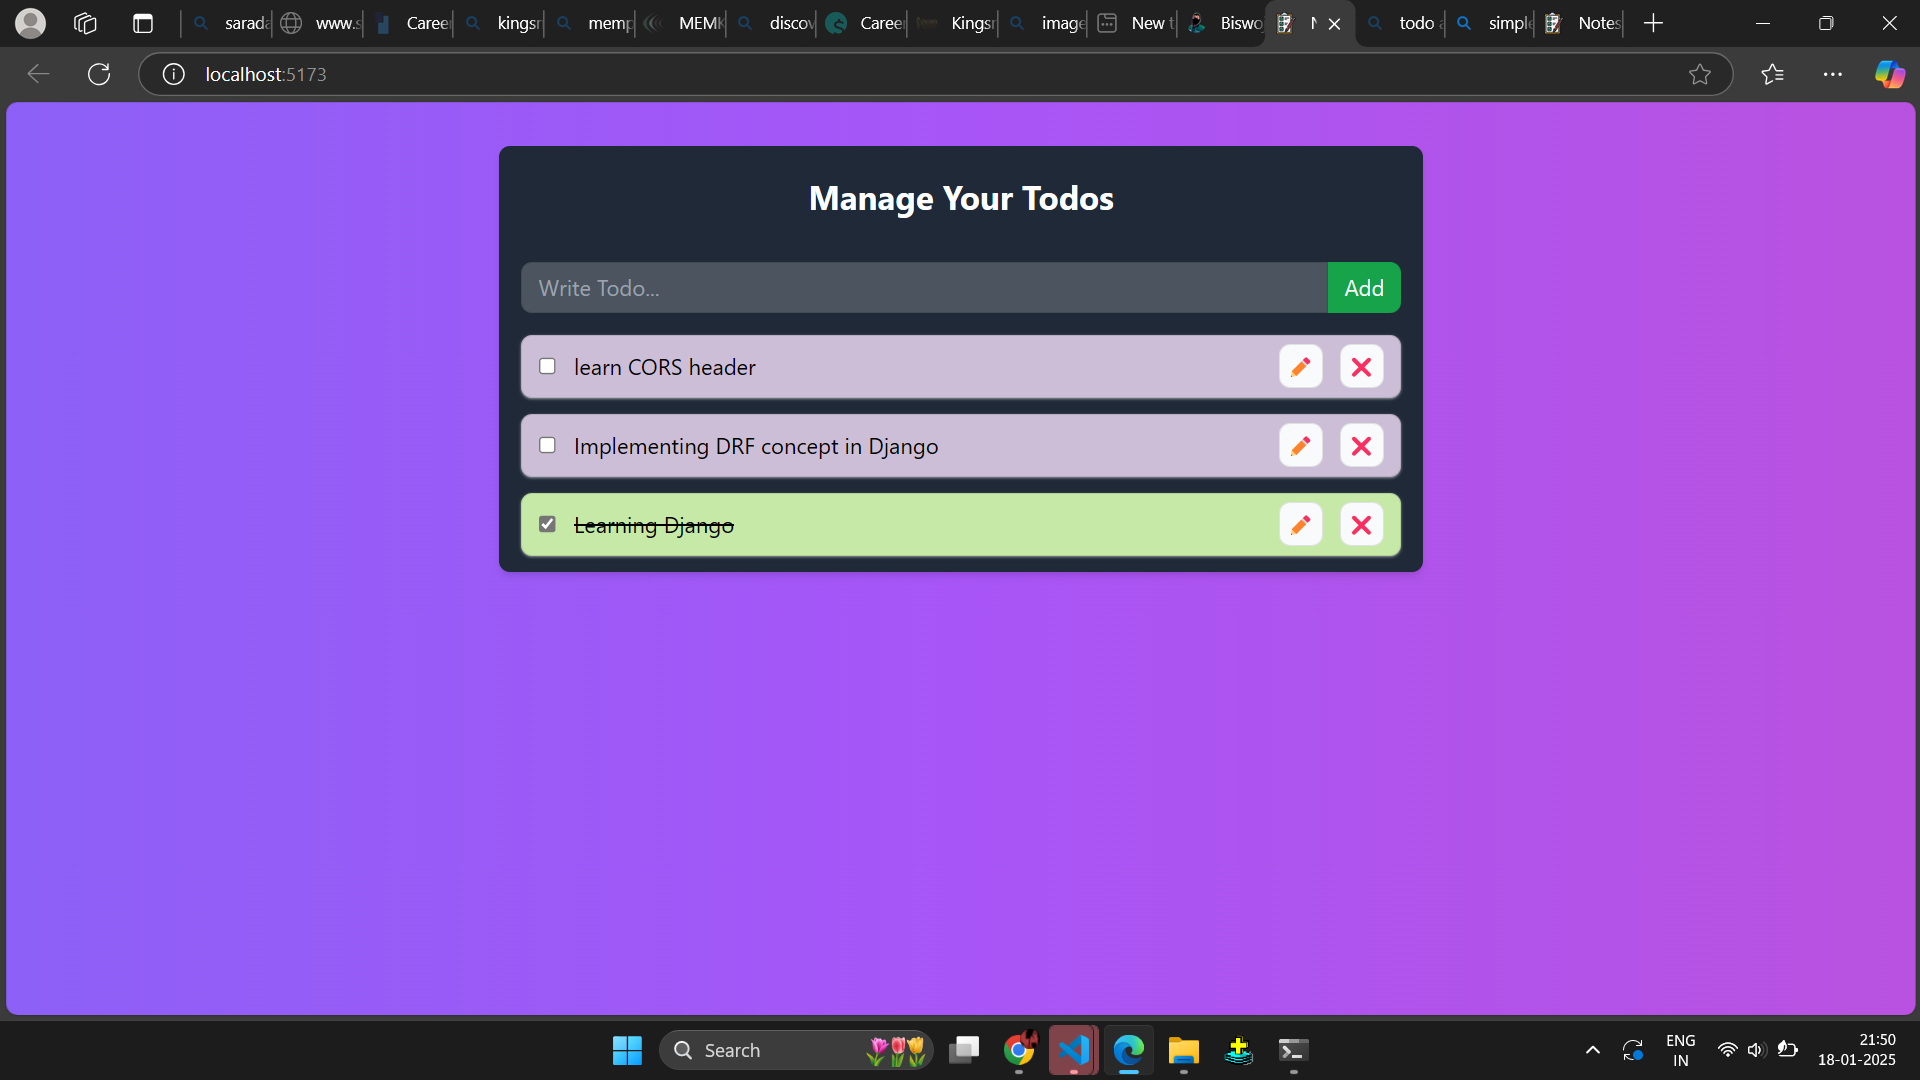 www.s
Career
memp
MEMK
discov
Career
Kingsr
image
New t
Biswo
todo a
simple
Notes
localhost:5173
Manage Your Todos
Write Todo...
Add
learn CORS header
Implementing DRF concept in Django
Learning Django
Search
ENG
IN
21:50
18-01-2025